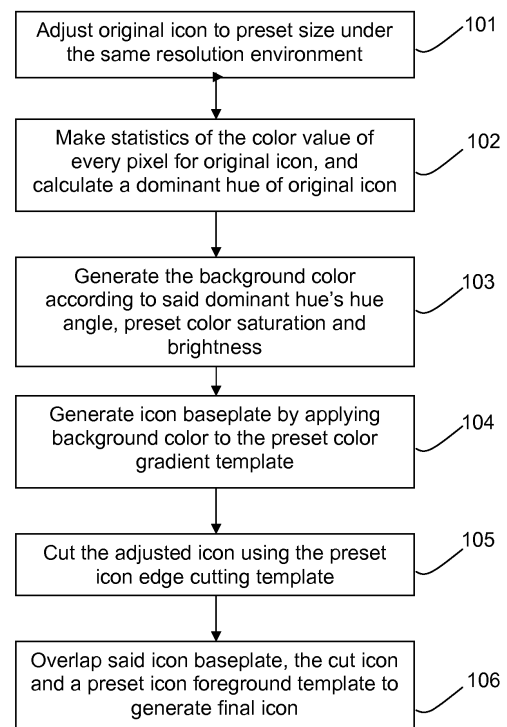 Adjust original icon to preset size under
the same resolution environment
101
Make statistics of the color value of
every pixel for original icon, and
calculate a dominant hue of original icon
102
Generate the background color
according to said dominant hue's hue
angle, preset color saturation and
brightness
103
Generate icon baseplate by applying
background color to the preset color
gradient template
104
Cut the adjusted icon using the preset
icon edge cutting template
105
Overlap said icon baseplate, the cut icon
and a preset icon foreground template to
generate final icon
106